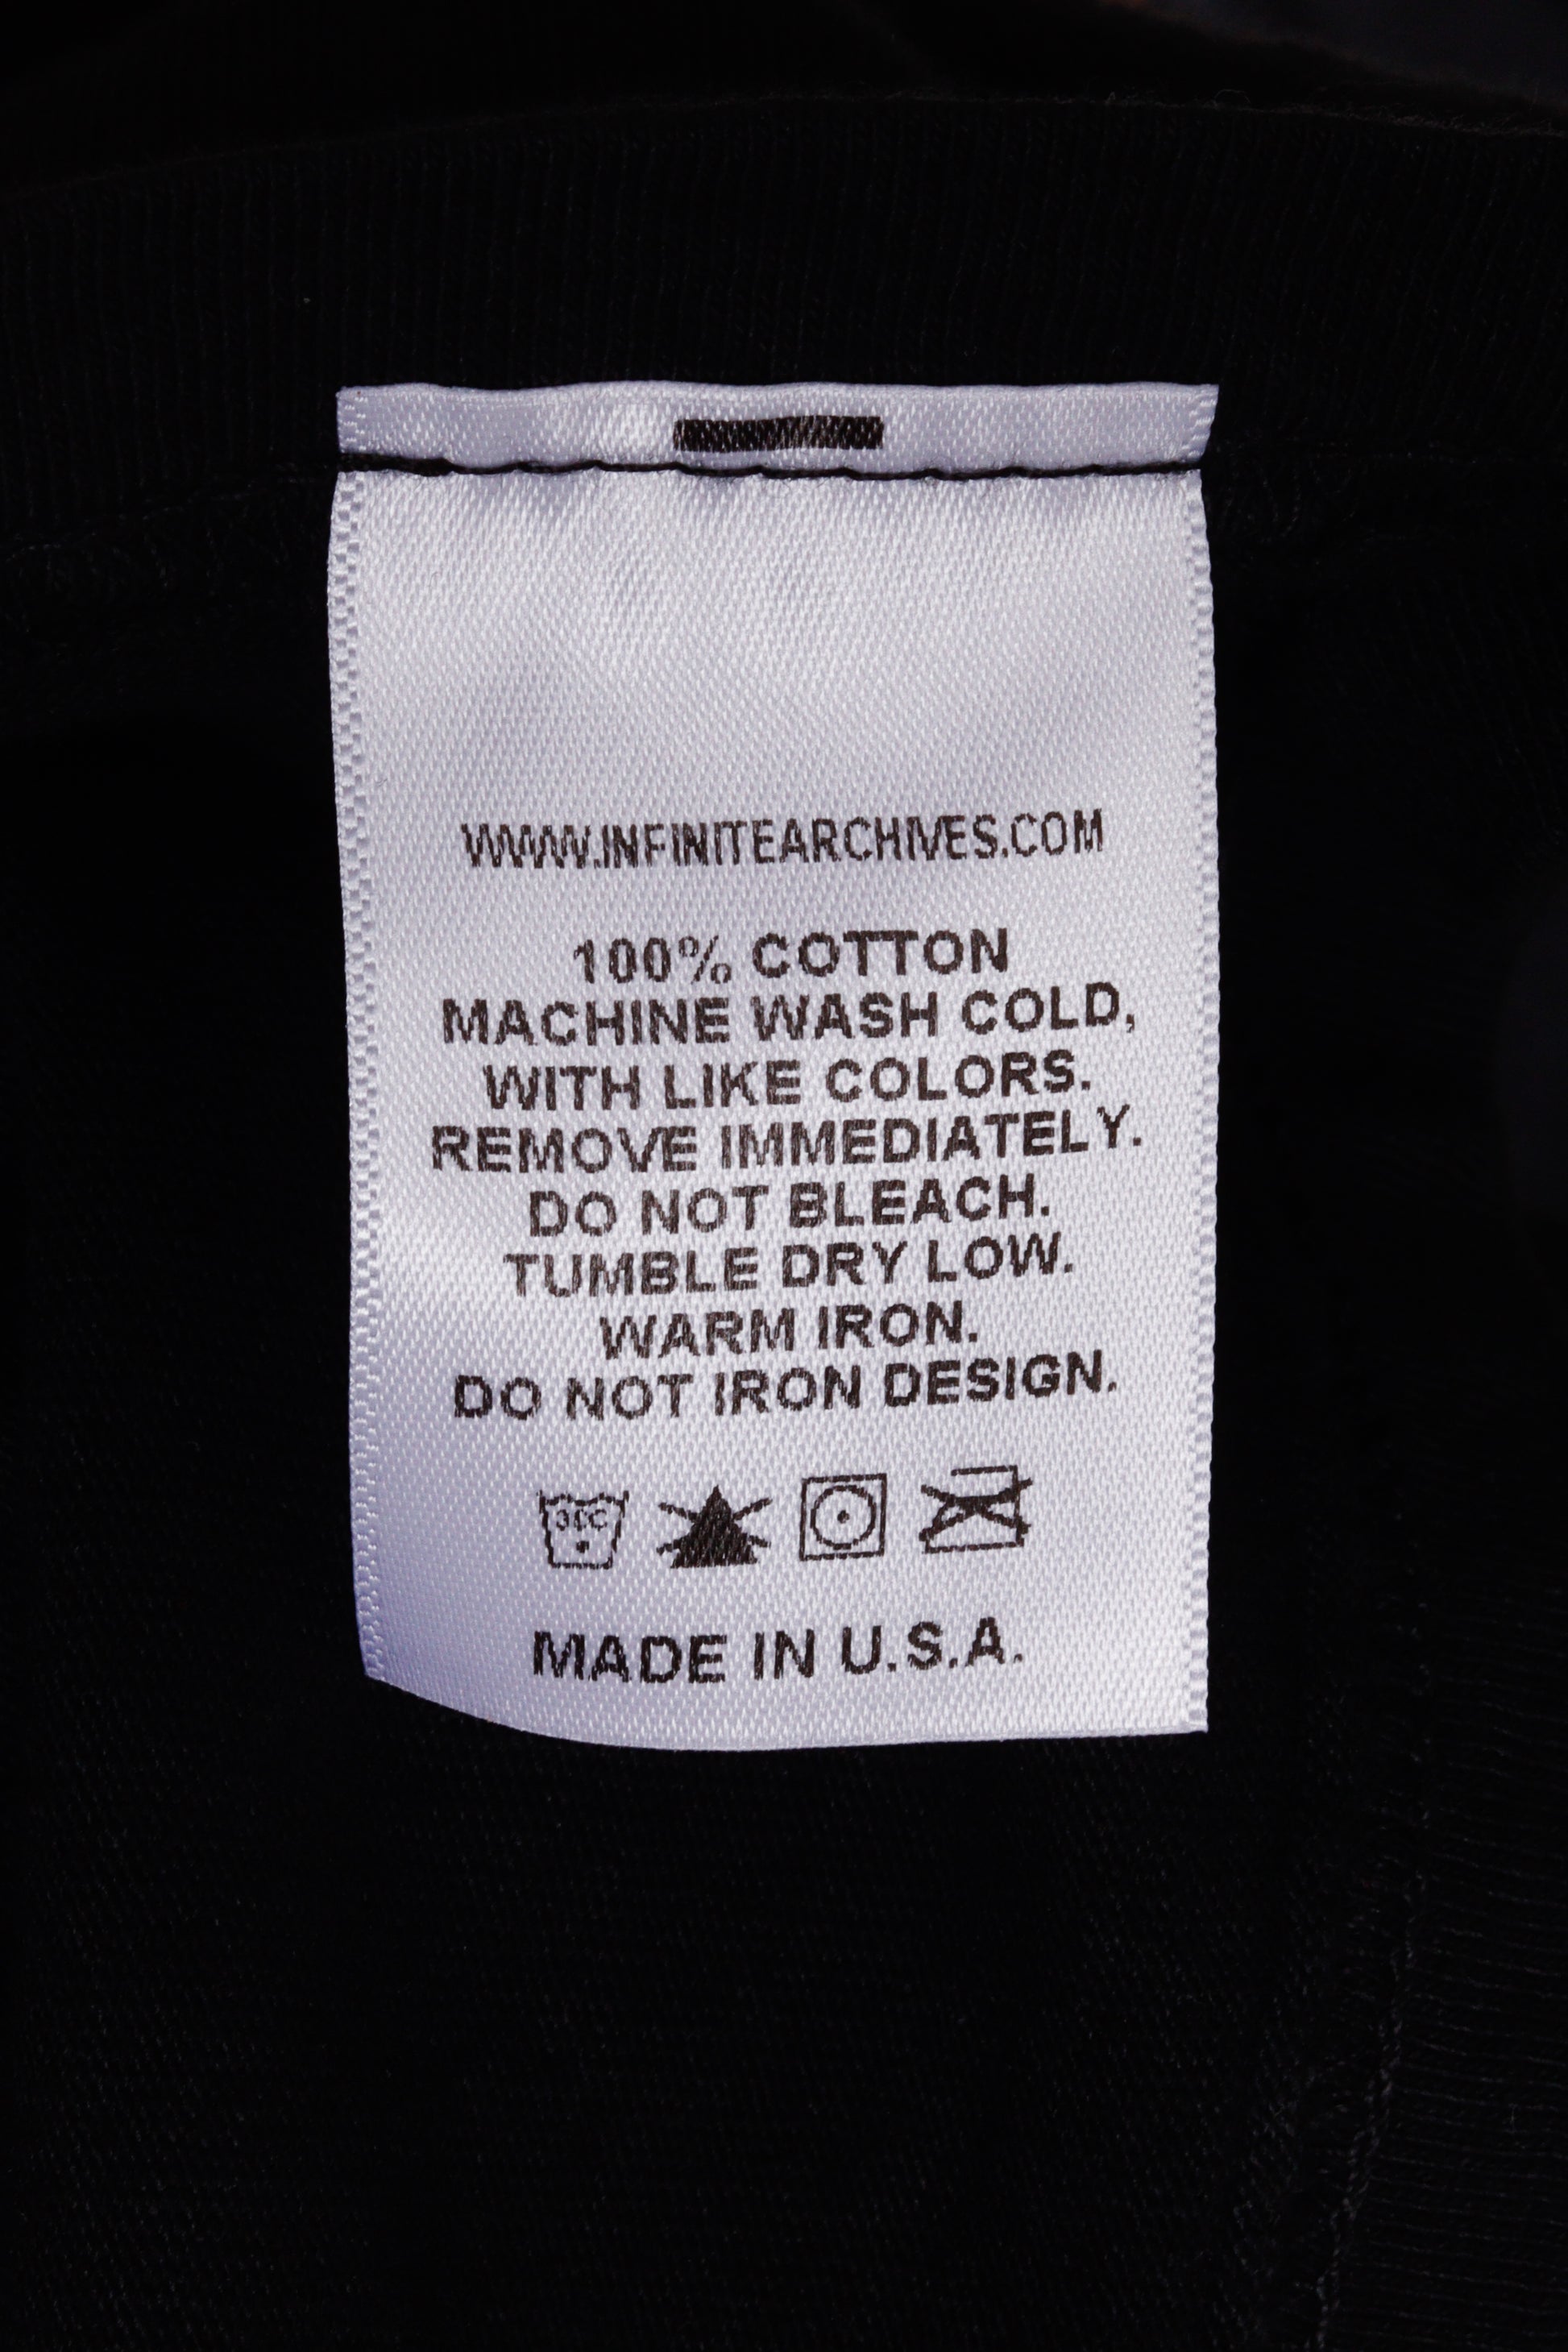 WWW.INFINITEARCHIVES.COM
100% COTTON
MACHINE WASH COLD,
WITH LIKE COLORS.
REMOVE IMMEDIATELY.
DO NOT BLEACH.
TUMBLE DRY LOW.
WARM IRON.
DO NOT IRON DESIGN.
30C
MADE IN U.S.A.